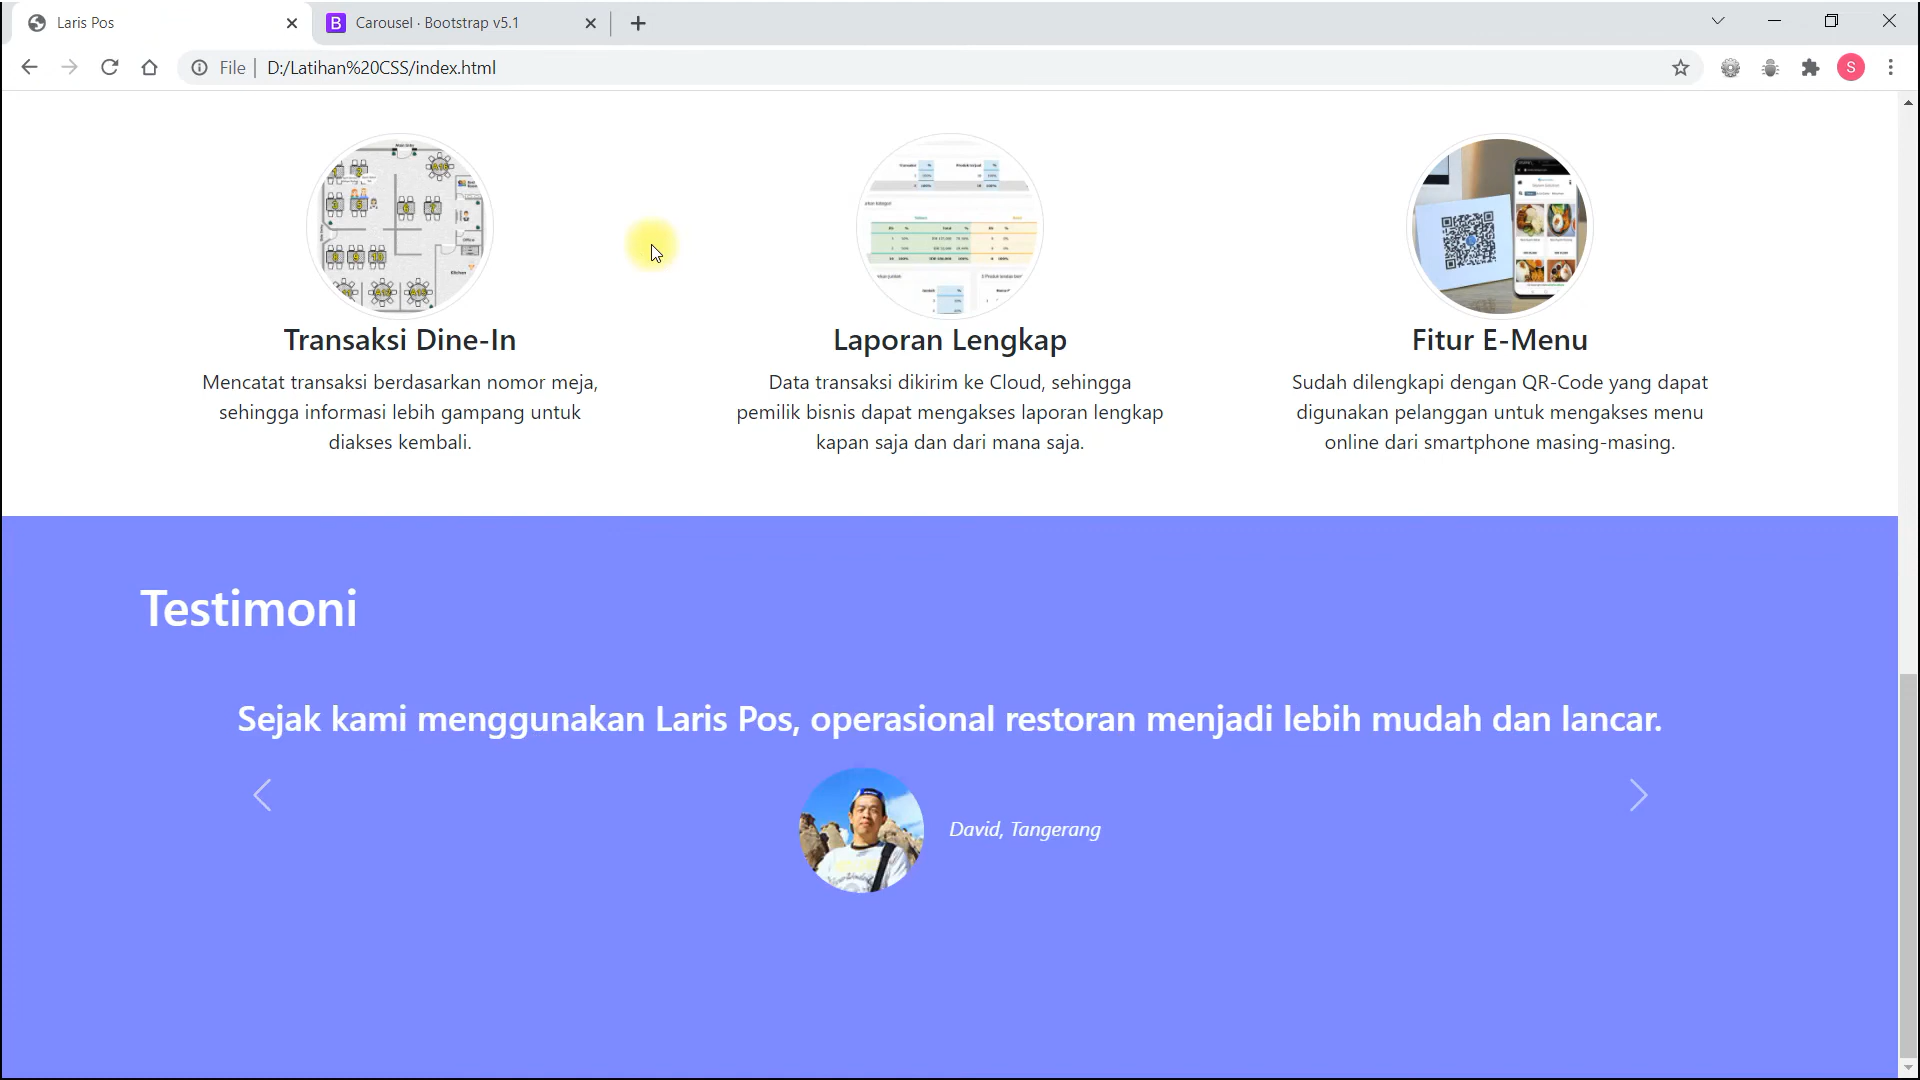 Laris Pos
Carousel · Bootstrap v5.1
File
D:/Latihan%20CSS/index.html
S
Transaksi Dine-In
Mencatat transaksi berdasarkan nomor meja,
sehingga informasi lebih gampang untuk
diakses kembali.
Laporan Lengkap
Data transaksi dikirim ke Cloud, sehingga
pemilik bisnis dapat mengakses laporan lengkap
kapan saja dan dari mana saja.
Fitur E-Menu
Sudah dilengkapi dengan QR-Code yang dapat
digunakan pelanggan untuk mengakses menu
online dari smartphone masing-masing.
Testimoni
Sejak kami menggunakan Laris Pos, operasional restoran menjadi lebih mudah dan lancar.
David, Tangerang